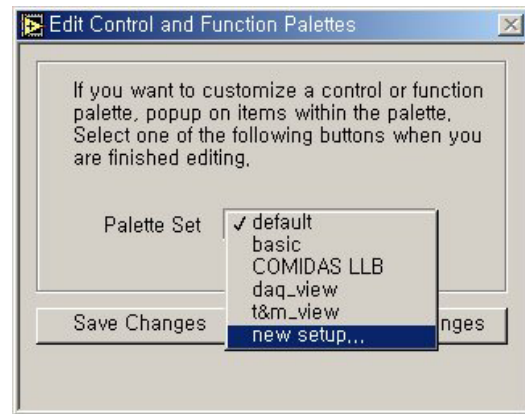 Edit Control and Function Palettes
If you want to customize a control or function
palette, popup on items within the palette,
Select one of the following buttons when you
are finished editing,
Palette Set
default
basic
COMIDAS LLB
daq_view
t&m_view
new setup...
Save Changes
nges